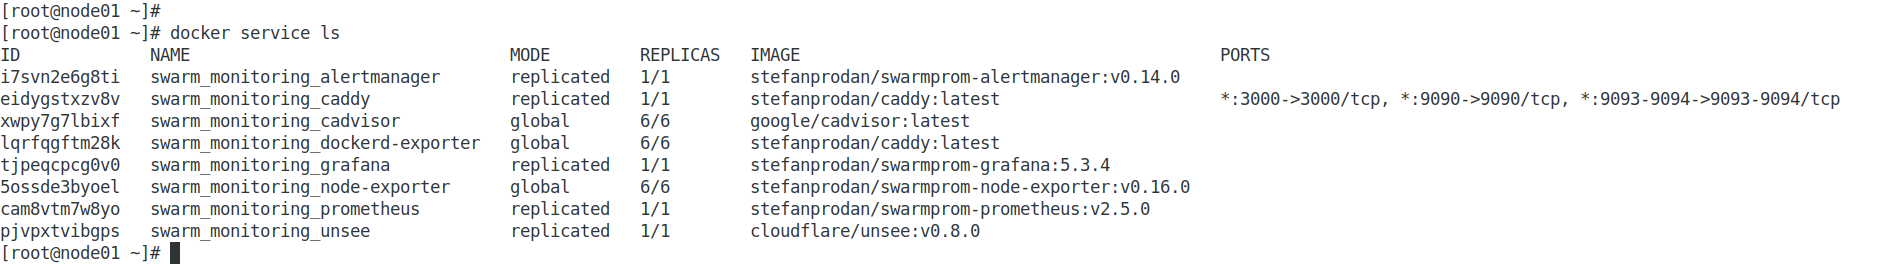 [root@node01 ~]#
[root@node01 ~]# docker service ls
ID             NAME                               MODE         REPLICAS   IMAGE                                          PORTS
i7svn2e6g8ti   swarm_monitoring_alertmanager       replicated   1/1        stefanprodan/swarmprom-alertmanager:v0.14.0
eidygstxzv8v   swarm_monitoring_caddy              replicated   1/1        stefanprodan/caddy:latest                      *:3000->3000/tcp, *:9090->9090/tcp, *:9093-9094->9093-9094/tcp
xwpy7g7lbixf   swarm_monitoring_cadvisor           global       6/6        google/cadvisor:latest
lqrfqgftm28k   swarm_monitoring_dockerd-exporter   global       6/6        stefanprodan/caddy:latest
tjpeqcpcg0v0   swarm_monitoring_grafana            replicated   1/1        stefanprodan/swarmprom-grafana:5.3.4
5ossde3byoel   swarm_monitoring_node-exporter      global       6/6        stefanprodan/swarmprom-node-exporter:v0.16.0
cam8vtm7w8yo   swarm_monitoring_prometheus         replicated   1/1        stefanprodan/swarmprom-prometheus:v2.5.0
pjvpxtvibgps   swarm_monitoring_unsee              replicated   1/1        cloudflare/unsee:v0.8.0
[root@node01 ~]#